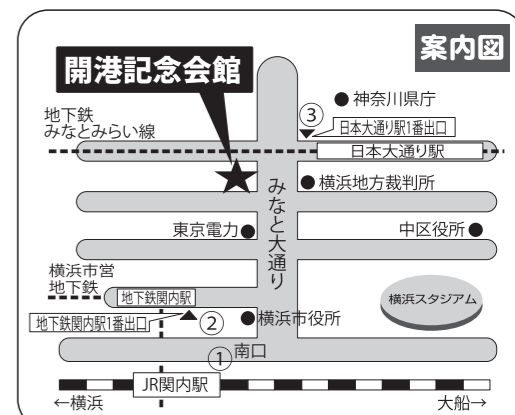 案内図
開港記念会館
神奈川県庁
③
地下鉄
みなとみらい線
日本大通り駅1番出口
日本大通り駅
みなと大通り
横浜地方裁判所
東京電力
中区役所
横浜市営
地下鉄
地下鉄関内駅
横浜スタジアム
地下鉄関内駅1番出口
②
横浜市役所
①南口
JR関内駅
←横浜
大船→